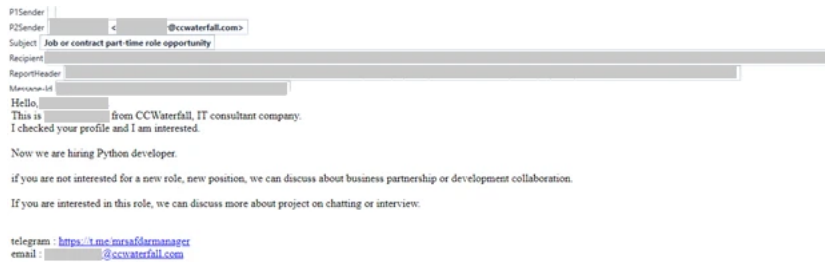 P1Sender
P2Sender < @ccwaterfall.com>
Subject Job or contract part-time role opportunity
Recipient
ReportHeader
Message-Id
Hello,
This is from CCWaterfall, IT consultant company.
I checked your profile and I am interested.
Now we are hiring Python developer.
if you are not interested for a new role, new position, we can discuss about business partnership or development collaboration.
If you are interested in this role, we can discuss more about project on chatting or interview.
telegram : https://t.me/mrsafdarmanager
email : @ccwaterfall.com